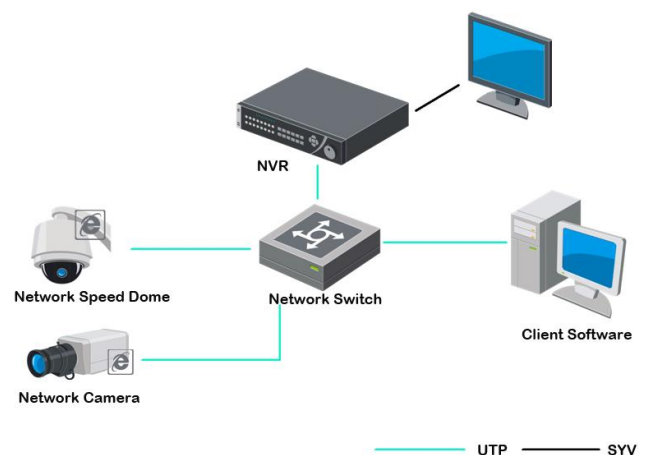 NVR
Network Speed Dome
Network Switch
Client Software
Network Camera
UTP
SYV